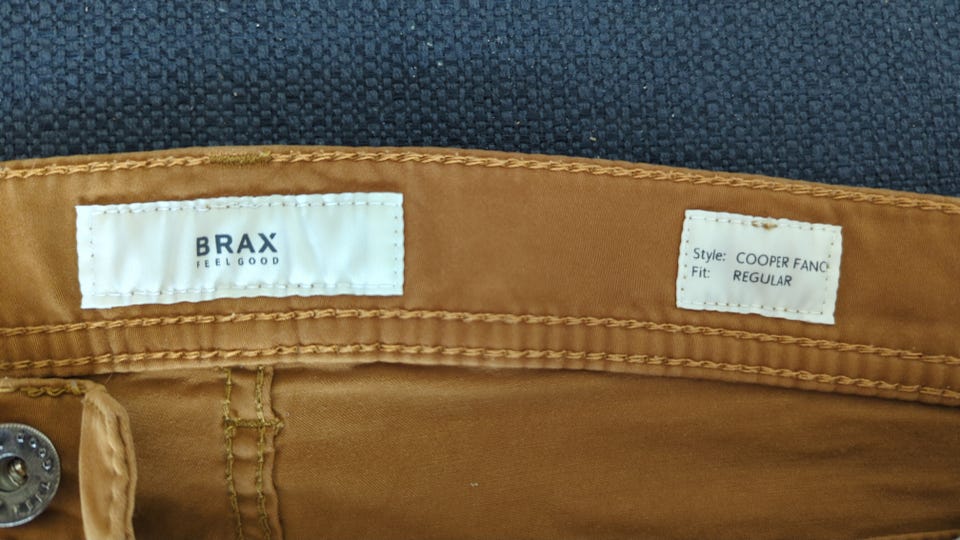 BRAX
FEEL GOOD
Style: COOPER FANC
Fit: REGULAR